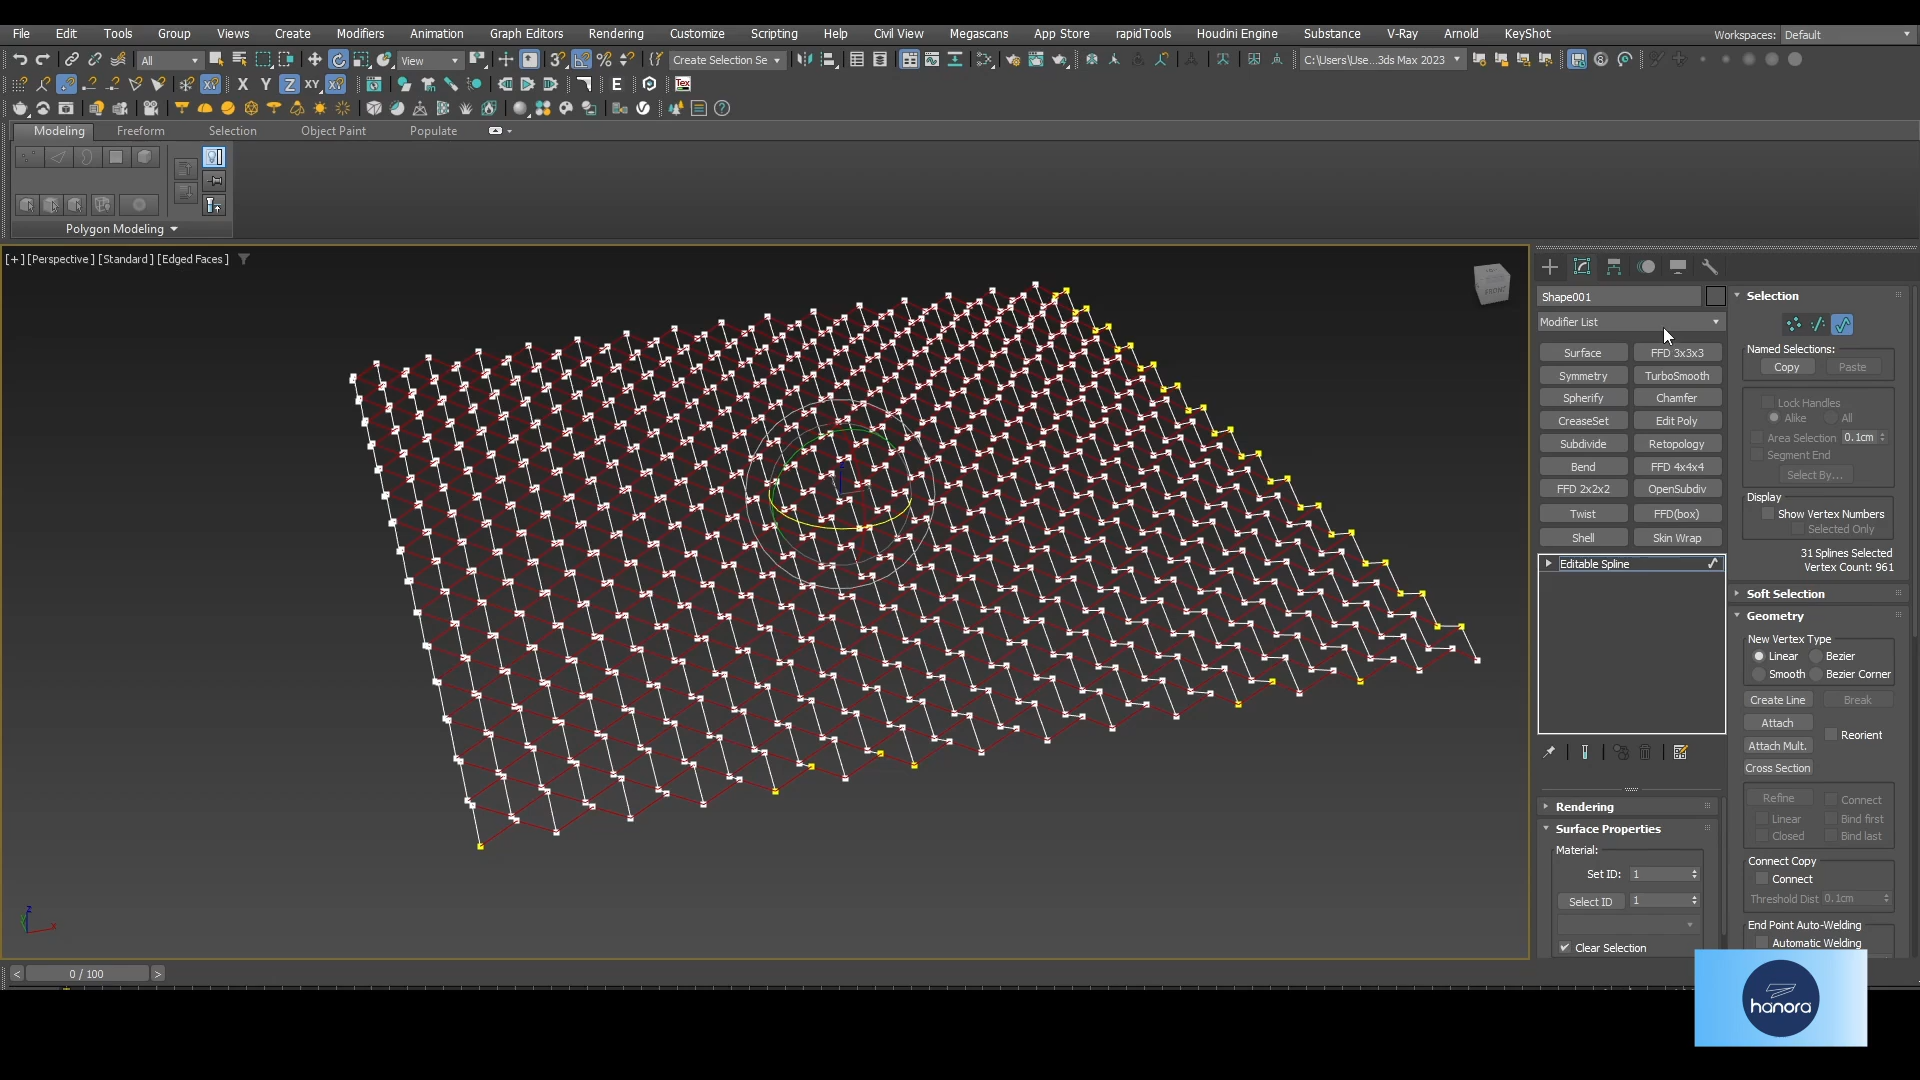 File Edit Tools Group Views Create Modifiers Animation Graph Editors Rendering Customize Scripting Help Civil View Megascans App Store rapidTools Houdini Engine Substance V-Ray Arnold KeyShot Workspaces: Default
All View Create Selection Se C:\Users\Use...3ds Max 2023
X Y Z XY XP E Tex
Modeling Freeform Selection Object Paint Populate
Polygon Modeling
[+] [Perspective] [Standard] [Edged Faces]
FRONT
Shape001
Modifier List
Surface FFD 3x3x3
Symmetry TurboSmooth
Spherify Chamfer
CreaseSet Edit Poly
Subdivide Retopology
Bend FFD 4x4x4
FFD 2x2x2 OpenSubdiv
Twist FFD(box)
Shell Skin Wrap
Editable Spline
Rendering
Surface Properties
Material:
Set ID: 1
Select ID 1
Clear Selection
Selection
Named Selections:
Copy Paste
Lock Handles
Alike All
Area Selection 0.1cm
Segment End
Select By...
Display
Show Vertex Numbers
Selected Only
31 Splines Selected
Vertex Count: 961
Soft Selection
Geometry
New Vertex Type
Linear Bezier
Smooth Bezier Corner
Create Line Break
Attach
Reorient
Attach Mult.
Cross Section
Refine Connect
Linear Bind first
Closed Bind last
Connect Copy
Connect
Threshold Dist 0.1cm
End Point Auto-Welding
Automatic Welding
< 0 / 100 >
z
x
hanora